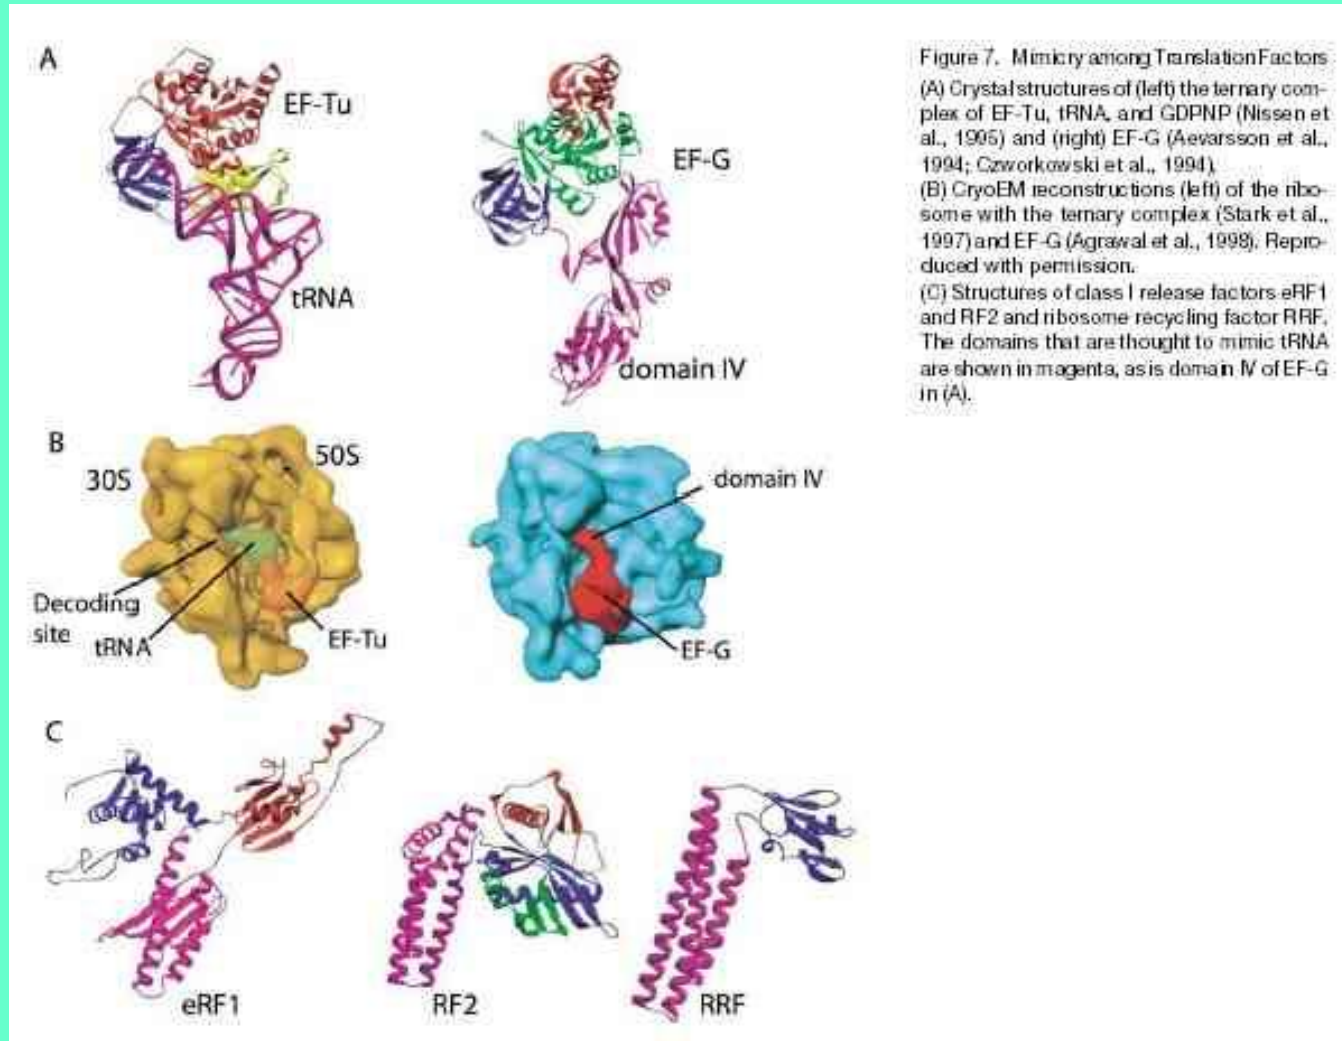 A
EF-Tu
tRNA
EF-G
domain IV
B
30S
50S
Decoding
site
tRNA
EF-Tu
domain IV
EF-G
C
eRF1
RF2
RRF
Figure 7. Mimicry among Translation Factors
(A) Crystal structures of (left) the ternary com-
plex of EF-Tu, tRNA, and GDPNP (Nissen et
al., 1995) and (right) EF-G (Aevarsson et al.,
1994; Czworkowski et al., 1994).
(B) CryoEM reconstructions (left) of the ribo-
some with the ternary complex (Stark et al.,
1997) and EF-G (Agrawal et al., 1998). Repro-
duced with permission.
(C) Structures of class I release factors eRF1
and RF2 and ribosome recycling factor RRF.
The domains that are thought to mimic tRNA
are shown in magenta, as is domain IV of EF-G
in (A).